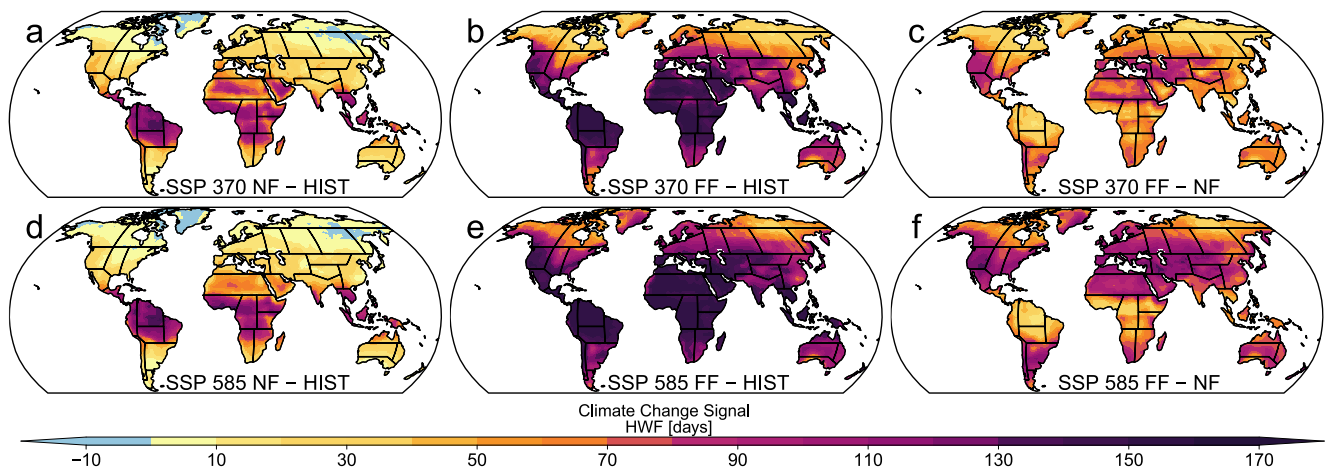 a
b
c
SSP 370 NF – HIST
SSP 370 FF – HIST
SSP 370 FF – NF
d
e
f
SSP 585 NF – HIST
SSP 585 FF – HIST
SSP 585 FF – NF
Climate Change Signal
HWF [days]
−10 10 30 50 70 90 110 130 150 170